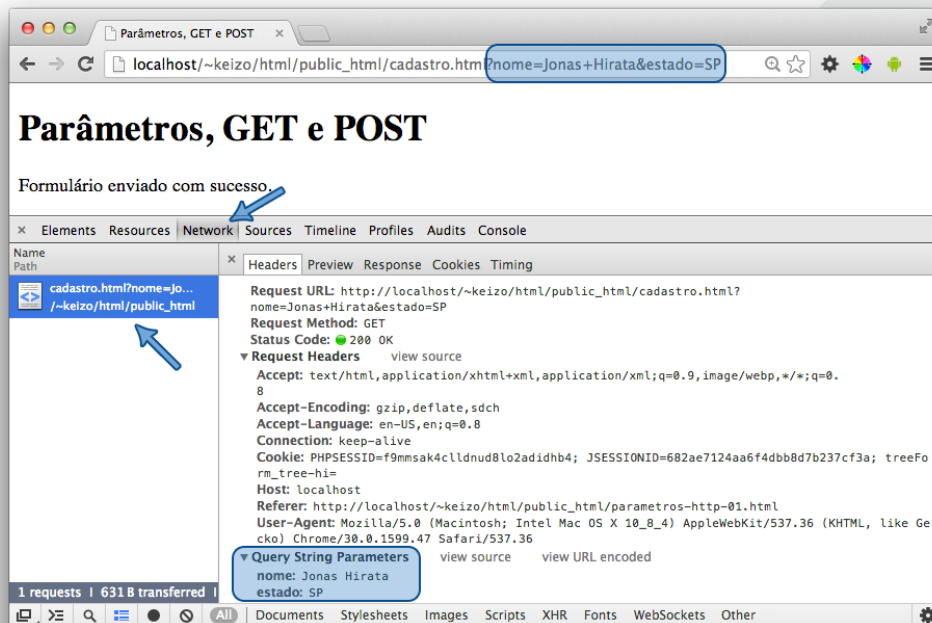 Parâmetros, GET e POST
localhost/~keizo/html/public_html/cadastro.html?nome=Jonas+Hirata&estado=SP
Parâmetros, GET e POST
Formulário enviado com sucesso.
× Elements Resources Network Sources Timeline Profiles Audits Console
Name
Path
× Headers Preview Response Cookies Timing
cadastro.html?nome=Jo...
/~keizo/html/public_html
Request URL: http://localhost/~keizo/html/public_html/cadastro.html?
nome=Jonas+Hirata&estado=SP
Request Method: GET
Status Code: 200 OK
Request Headers view source
Accept: text/html,application/xhtml+xml,application/xml;q=0.9,image/webp,*/*;q=0.
8
Accept-Encoding: gzip,deflate,sdch
Accept-Language: en-US,en;q=0.8
Connection: keep-alive
Cookie: PHPSESSID=f9mmsak4clldnud8lo2adidhb4; JSESSIONID=682ae7124aa6f4dbb8d7b237cf3a; treeFo
rm_tree-hi=
Host: localhost
Referer: http://localhost/~keizo/html/public_html/parametros-http-01.html
User-Agent: Mozilla/5.0 (Macintosh; Intel Mac OS X 10_8_4) AppleWebKit/537.36 (KHTML, like Ge
cko) Chrome/30.0.1599.47 Safari/537.36
Query String Parameters view source view URL encoded
nome: Jonas Hirata
estado: SP
1 requests | 631 B transferred |
All Documents Stylesheets Images Scripts XHR Fonts WebSockets Other